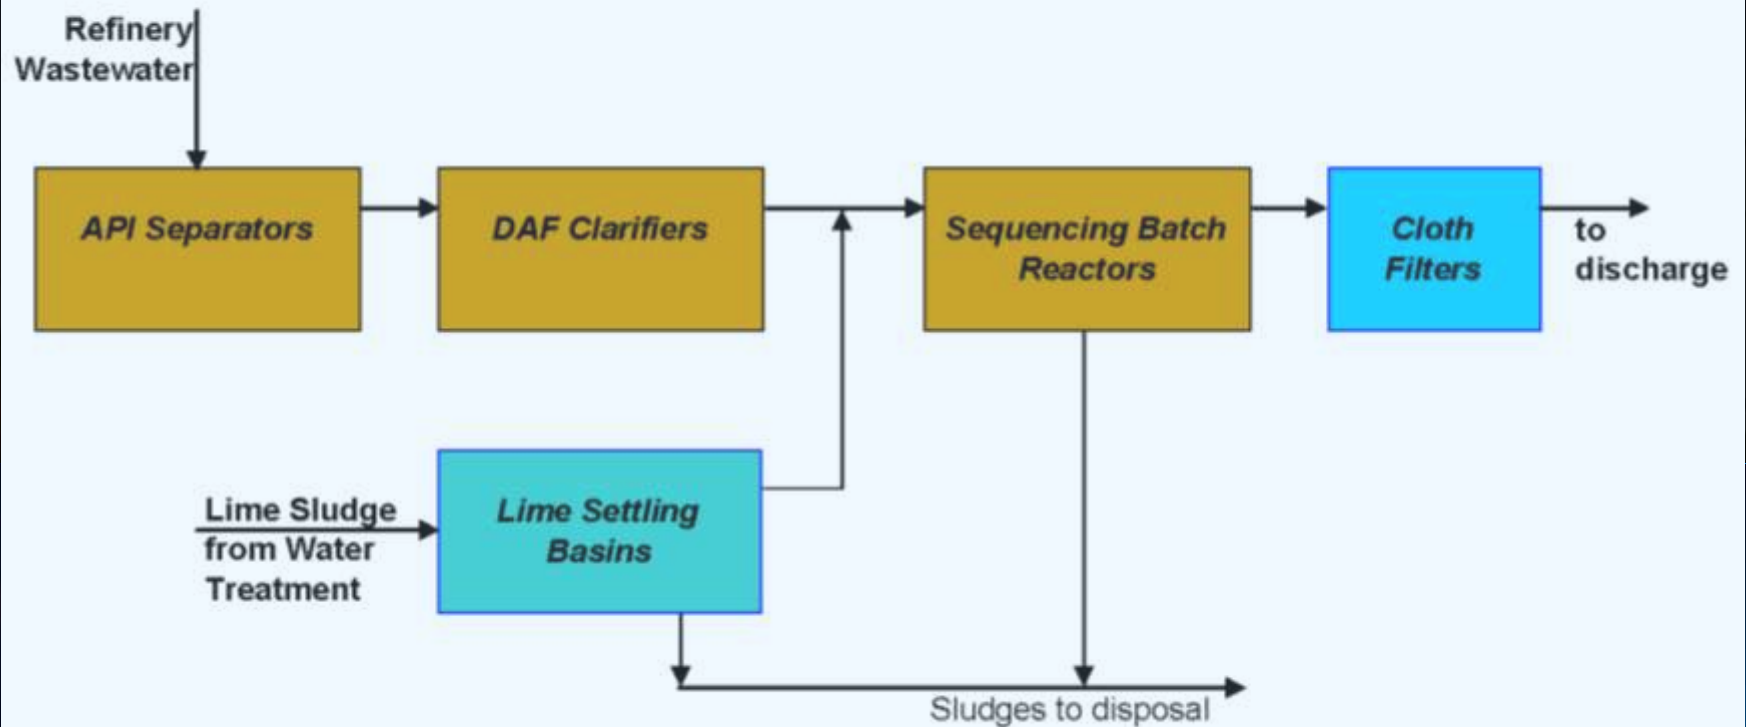 Refinery
Wastewater
API Separators
DAF Clarifiers
Sequencing Batch
Reactors
Cloth
Filters
to
discharge
Lime Sludge
from Water
Treatment
Lime Settling
Basins
Sludges to disposal